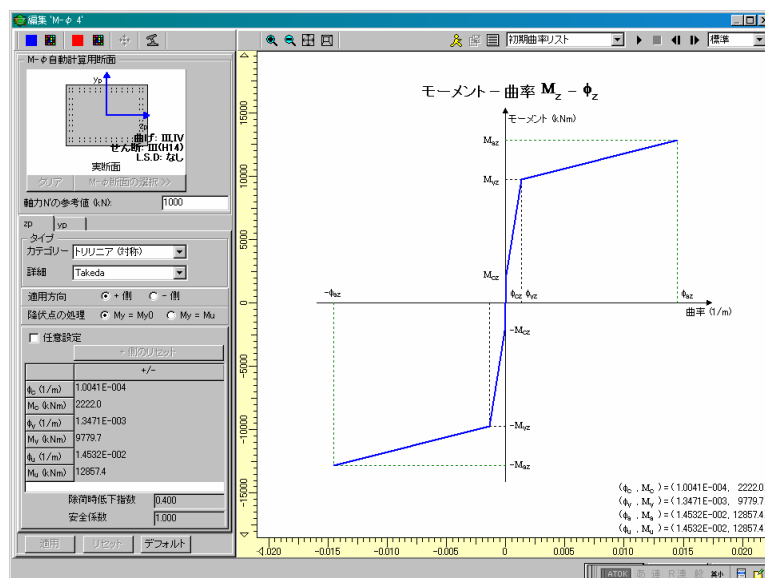 編集 'M-φ 4'
初期曲率リスト
標準
M-φ自動計算用断面
yp
zp
曲げ: III,IV
せん断: III(H14)
L.S.D: なし
実断面
クリア
M-φ断面の選択 >>
軸力N'の参考値 (kN):
1000
zp
yp
タイプ
カテゴリー
トリリニア (対称)
詳細
Takeda
適用方向
+ 側
- 側
降伏点の処理
My = My0
My = Mu
任意設定
+ 側のリセット
+/-
φc (1/m)
1.0041E-004
Mc (kNm)
2222.0
φy (1/m)
1.3471E-003
My (kNm)
9779.7
φu (1/m)
1.4532E-002
Mu (kNm)
12857.4
除荷時低下指数
0.400
安全係数
1.000
適用
リセット
デフォルト
モーメント - 曲率 Mz - φz
モーメント (kNm)
Maz
Myz
Mcz
-φaz
φcz
φyz
φaz
曲率 (1/m)
-Mcz
-Myz
-Maz
15000
10000
5000
0
-5000
-10000
-15000
(φc , Mc) = ( 1.0041E-004, 2222.0)
(φy , My) = ( 1.3471E-003, 9779.7)
(φa , Ma) = ( 1.4532E-002, 12857.4)
(φu , Mu) = ( 1.4532E-002, 12857.4)
-0.015
-0.010
-0.005
0
0.005
0.010
0.015
0.020
ATOK
あ
連
R漢